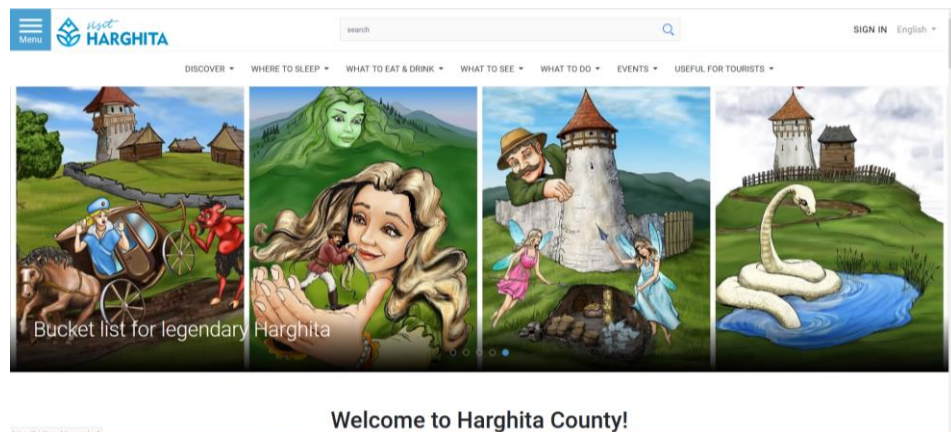 Menu
visit
HARGHITA
search
SIGN IN English
DISCOVER WHERE TO SLEEP WHAT TO EAT & DRINK WHAT TO SEE WHAT TO DO EVENTS USEFUL FOR TOURISTS
Bucket list for legendary Harghita
Welcome to Harghita County!